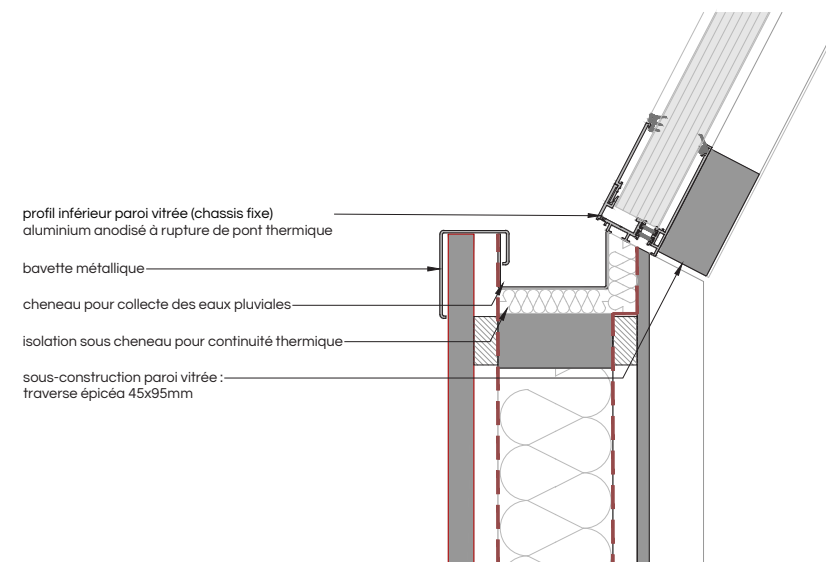 profil inférieur paroi vitrée (chassis fixe)
aluminium anodisé à rupture de pont thermique
bavette métallique
cheneau pour collecte des eaux pluviales
isolation sous cheneau pour continuité thermique
sous-construction paroi vitrée :
traverse épicéa 45x95mm